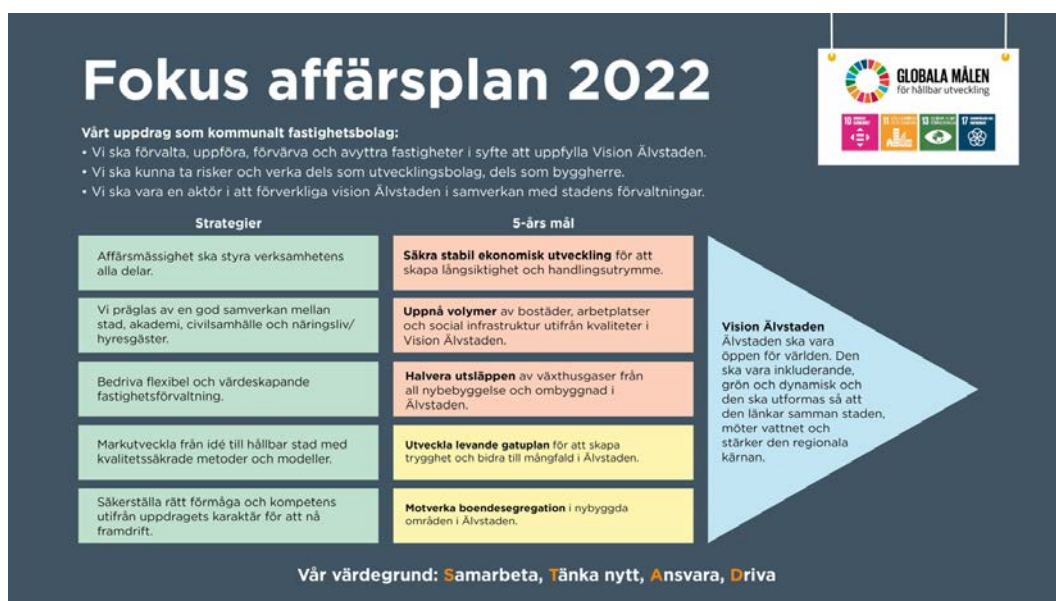 Fokus affärsplan 2022
GLOBALA MÅLEN
för hållbar utveckling
10
11
13
17
Vårt uppdrag som kommunalt fastighetsbolag:
• Vi ska förvalta, uppföra, förvärva och avyttra fastigheter i syfte att uppfylla Vision Älvstaden.
• Vi ska kunna ta risker och verka dels som utvecklingsbolag, dels som byggherre.
• Vi ska vara en aktör i att förverkliga vision Älvstaden i samverkan med stadens förvaltningar.
Strategier
Affärsmässighet ska styra verksamhetens
alla delar.
Vi präglas av en god samverkan mellan
stad, akademi, civilsamhälle och näringsliv/
hyresgäster.
Bedriva flexibel och värdeskapande
fastighetsförvaltning.
Markutveckla från idé till hållbar stad med
kvalitetssäkrade metoder och modeller.
Säkerställa rätt förmåga och kompetens
utifrån uppdragets karaktär för att nå
framdrift.
5-års mål
Säkra stabil ekonomisk utveckling för att
skapa långsiktighet och handlingsutrymme.
Uppnå volymer av bostäder, arbetplatser
och social infrastruktur utifrån kvaliteter i
Vision Älvstaden.
Halvera utsläppen av växthusgaser från
all nybebyggelse och ombyggnad i
Älvstaden.
Utveckla levande gatuplan för att skapa
trygghet och bidra till mångfald i Älvstaden.
Motverka boendesegregation i nybyggda
områden i Älvstaden.
Vision Älvstaden
Älvstaden ska vara
öppen för världen. Den
ska vara inkluderande,
grön och dynamisk och
den ska utformas så att
den länkar samman staden,
möter vattnet och
stärker den regionala
kärnan.
Vår värdegrund: Samarbeta, Tänka nytt, Ansvara, Driva